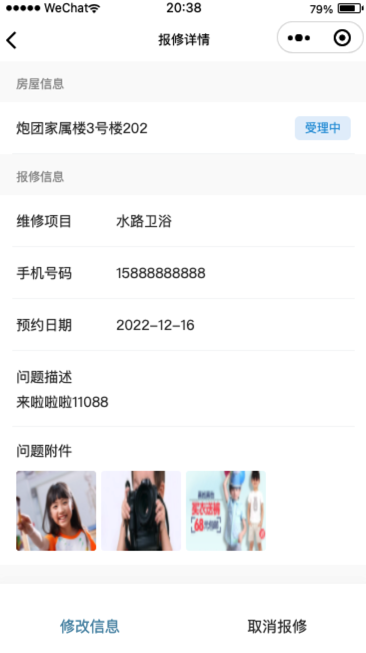 WeChat
20:38
79%
报修详情
房屋信息
炮团家属楼3号楼202
受理中
报修信息
维修项目 水路卫浴
手机号码 15888888888
预约日期 2022-12-16
问题描述
来啦啦啦11088
问题附件
68
修改信息 取消报修